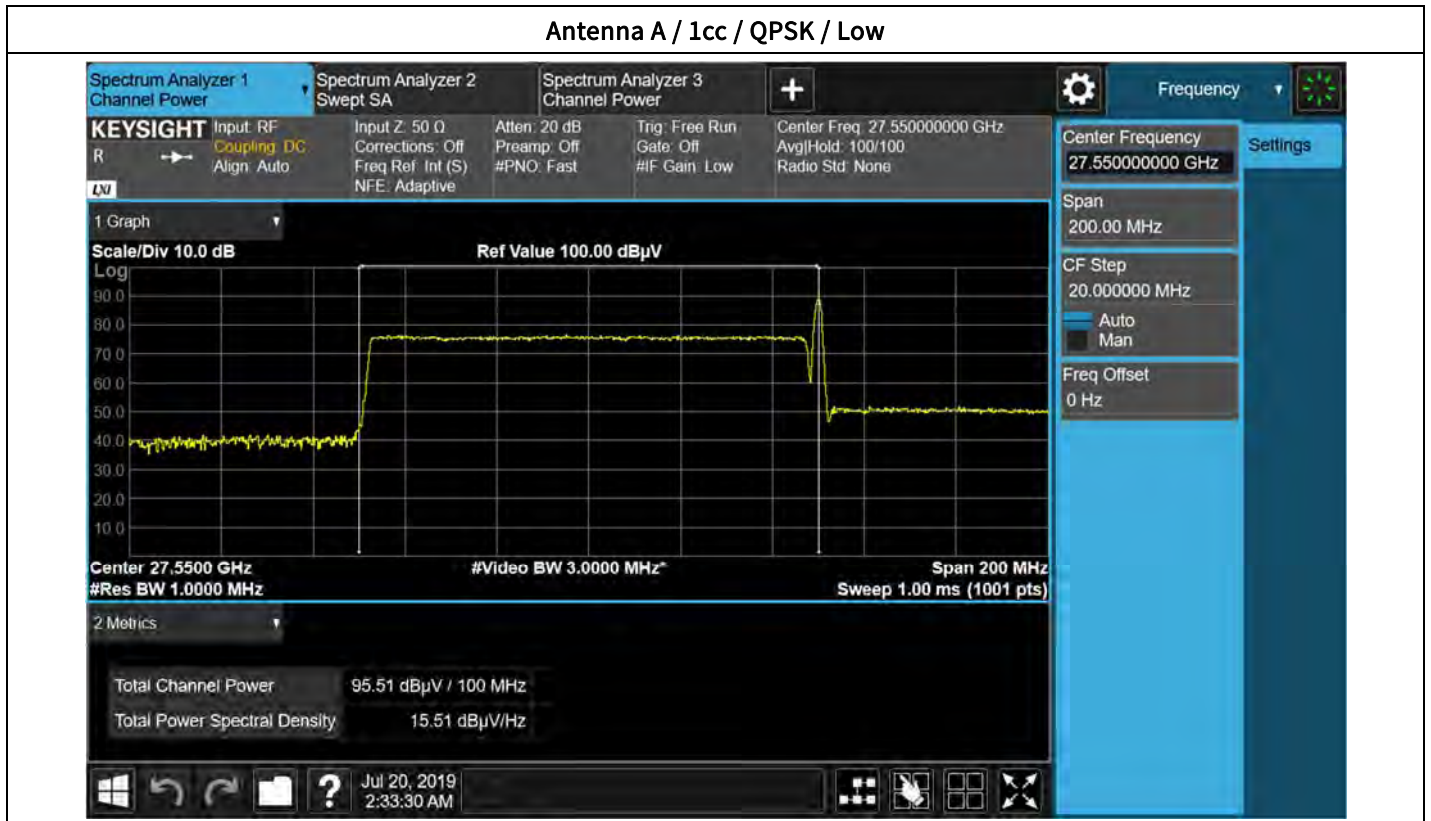 Antenna A / 1cc / QPSK / Low
Spectrum Analyzer 1
Channel Power
Spectrum Analyzer 2
Swept SA
Spectrum Analyzer 3
Channel Power
+
Frequency
KEYSIGHT
R
LXI
Input: RF
Coupling: DC
Align: Auto
Input Z: 50 Ω
Corrections: Off
Freq Ref: Int (S)
NFE: Adaptive
Atten: 20 dB
Preamp: Off
#PNO: Fast
Trig: Free Run
Gate: Off
#IF Gain: Low
Center Freq: 27.550000000 GHz
Avg|Hold: 100/100
Radio Std: None
Center Frequency
27.550000000 GHz
Settings
Span
200.00 MHz
CF Step
20.000000 MHz
Auto
Man
Freq Offset
0 Hz
1 Graph
Scale/Div 10.0 dB
Ref Value 100.00 dBµV
Log
90.0
80.0
70.0
60.0
50.0
40.0
30.0
20.0
10.0
Center 27.5500 GHz
#Video BW 3.0000 MHz*
Span 200 MHz
#Res BW 1.0000 MHz
Sweep 1.00 ms (1001 pts)
2 Metrics
Total Channel Power 95.51 dBµV / 100 MHz
Total Power Spectral Density 15.51 dBµV/Hz
?
Jul 20, 2019
2:33:30 AM